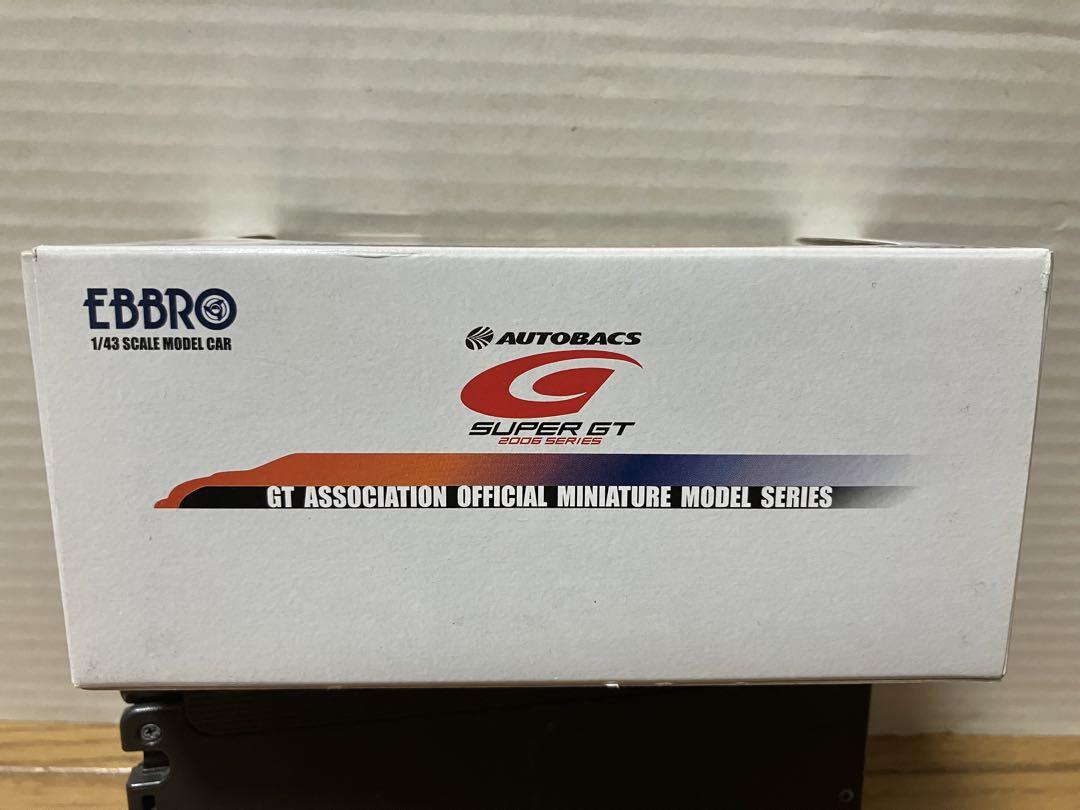 EBBRO
1/43 SCALE MODEL CAR
AUTOBACS
SUPER GT
2006 SERIES
GT ASSOCIATION OFFICIAL MINIATURE MODEL SERIES